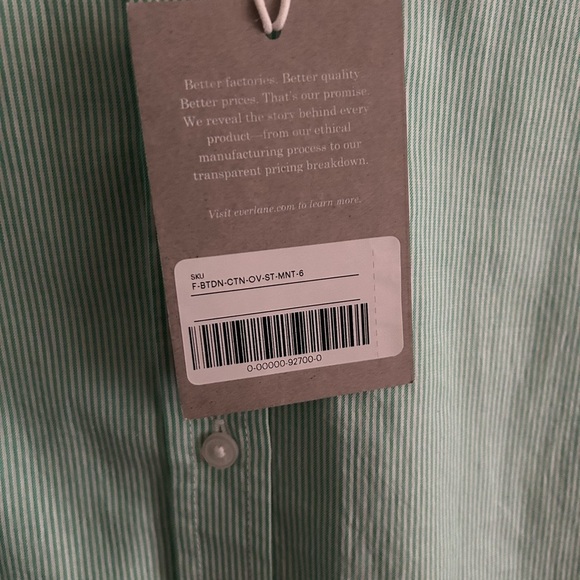 Better factories. Better quality.
Better prices. That's our promise.
We reveal the story behind every
product—from our ethical
manufacturing process to our
transparent pricing breakdown.
Visit everlane.com to learn more.
SKU
F-BTDN-CTN-OV-ST-MNT-6
0-00000-92700-0